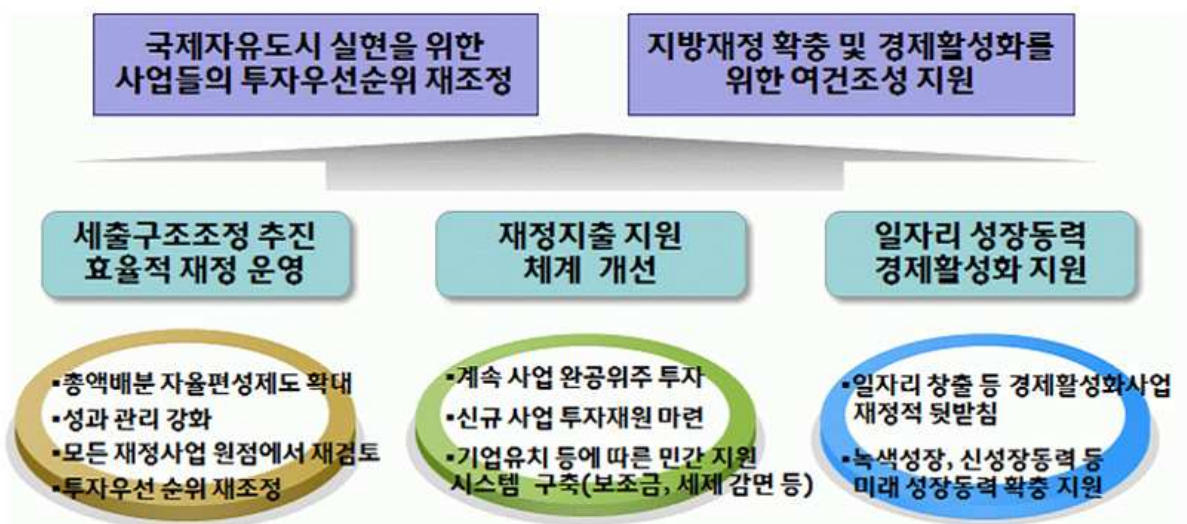 국제자유도시 실현을 위한
사업들의 투자우선순위 재조정
지방재정 확충 및 경제활성화를
위한 여건조성 지원
세출구조조정 추진
효율적 재정 운영
재정지출 지원
체계 개선
일자리 성장동력
경제활성화 지원
▪총액배분 자율편성제도 확대
▪성과 관리 강화
▪모든 재정사업 원점에서 재검토
▪투자우선 순위 재조정
▪계속 사업 완공위주 투자
▪신규 사업 투자재원 마련
▪기업유치 등에 따른 민간 지원
시스템 구축(보조금, 세제 감면 등)
▪일자리 창출 등 경제활성화사업
재정적 뒷받침
▪녹색성장, 신성장동력 등
미래 성장동력 확충 지원